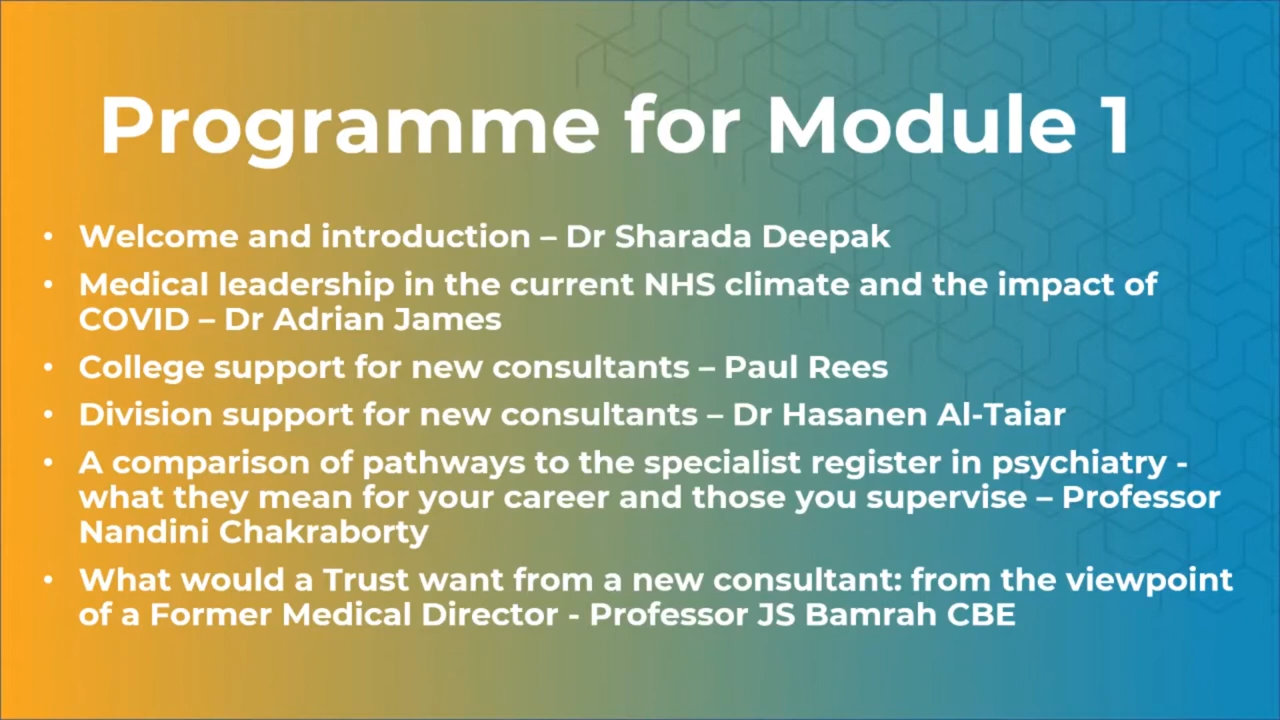 Programme for Module 1
• Welcome and introduction – Dr Sharada Deepak
• Medical leadership in the current NHS climate and the impact of
COVID – Dr Adrian James
• College support for new consultants – Paul Rees
• Division support for new consultants – Dr Hasanen Al-Taiar
• A comparison of pathways to the specialist register in psychiatry -
what they mean for your career and those you supervise – Professor
Nandini Chakraborty
• What would a Trust want from a new consultant: from the viewpoint
of a Former Medical Director - Professor JS Bamrah CBE